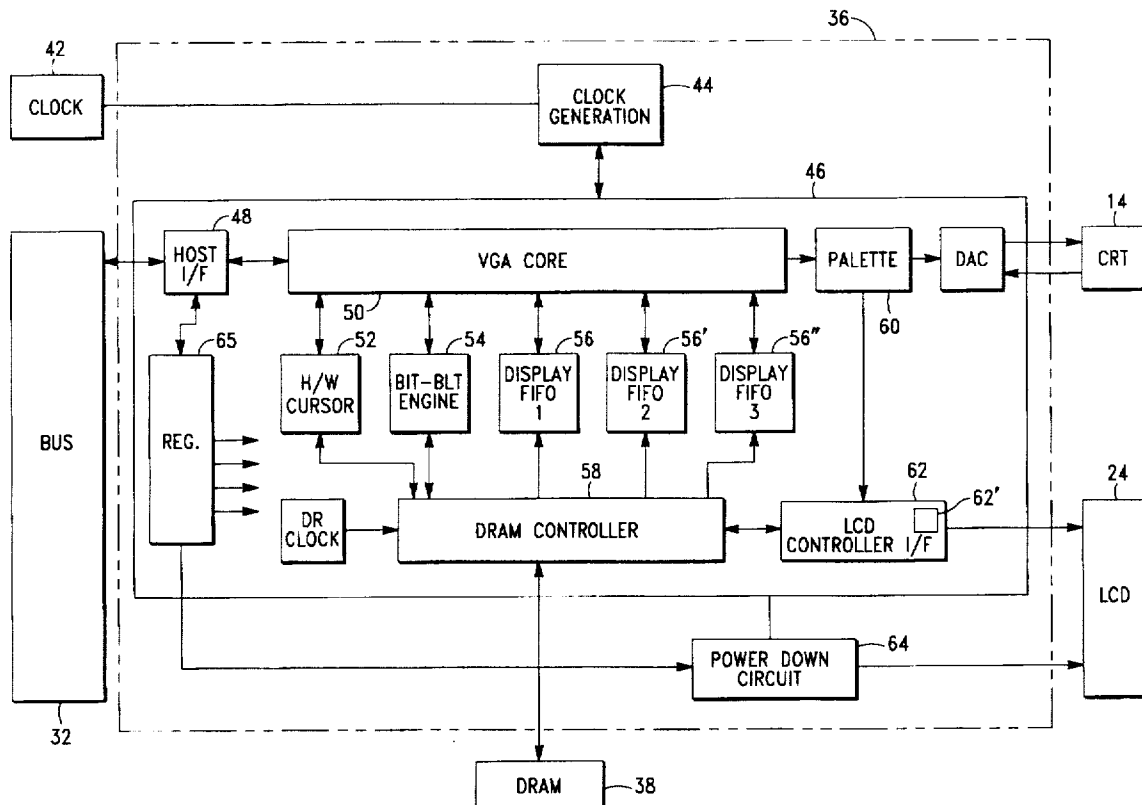 36
42
CLOCK
44
CLOCK
GENERATION
46
48
HOST
I/F
VGA CORE
50
PALETTE
60
DAC
14
CRT
65
REG.
52
H/W
CURSOR
54
BIT-BLT
ENGINE
56
DISPLAY
FIFO
1
56'
DISPLAY
FIFO
2
56"
DISPLAY
FIFO
3
BUS
32
DR
CLOCK
58
DRAM CONTROLLER
62
62'
LCD
CONTROLLER I/F
24
LCD
64
POWER DOWN
CIRCUIT
DRAM
38